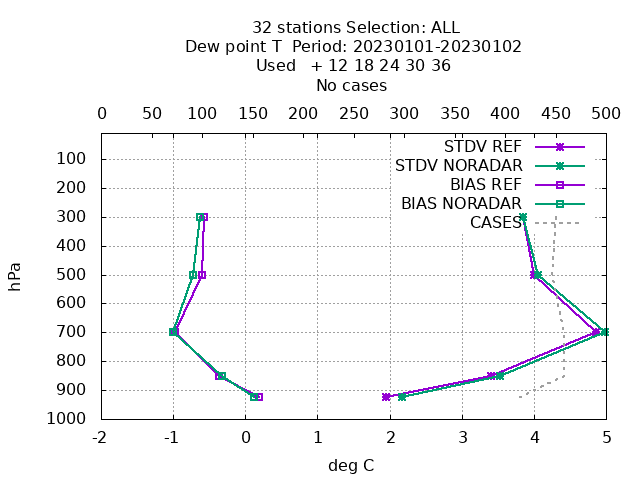 32 stations Selection: ALL
Dew point T  Period: 20230101-20230102
Used   + 12 18 24 30 36
No cases
0 50 100 150 200 250 300 350 400 450 500
STDV REF
STDV NORADAR
BIAS REF
BIAS NORADAR
CASES
100
200
300
400
500
600
700
800
900
1000
hPa
-2 -1 0 1 2 3 4 5
deg C